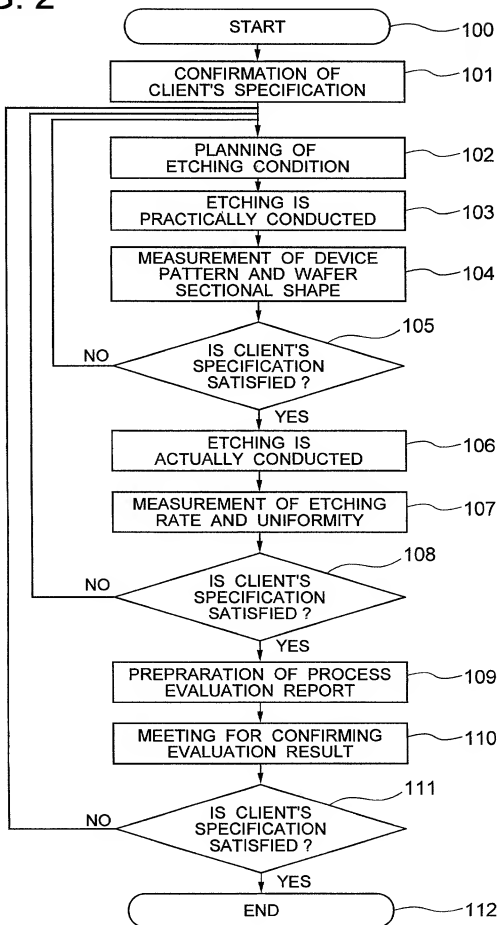 START
100
CONFIRMATION OF
CLIENT'S SPECIFICATION
101
PLANNING OF
ETCHING CONDITION
102
ETCHING IS
PRACTICALLY CONDUCTED
103
MEASUREMENT OF DEVICE
PATTERN AND WAFER
SECTIONAL SHAPE
104
105
IS CLIENT'S
SPECIFICATION
SATISFIED ?
NO
YES
ETCHING IS
ACTUALLY CONDUCTED
106
MEASUREMENT OF ETCHING
RATE AND UNIFORMITY
107
108
IS CLIENT'S
SPECIFICATION
SATISFIED ?
NO
YES
PREPRARATION OF PROCESS
EVALUATION REPORT
109
MEETING FOR CONFIRMING
EVALUATION RESULT
110
111
IS CLIENT'S
SPECIFICATION
SATISFIED ?
NO
YES
END
112